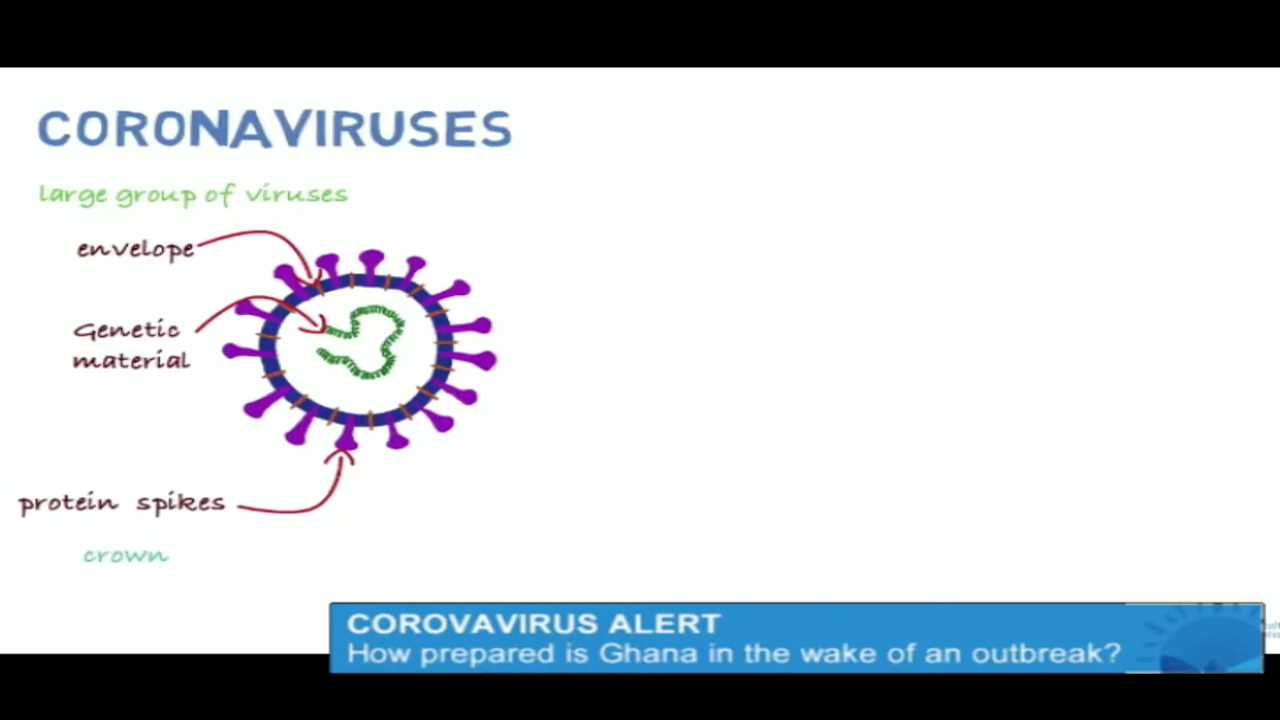 CORONAVIRUSES
large group of viruses
envelope
Genetic
material
protein spikes
crown
COROVAVIRUS ALERT
How prepared is Ghana in the wake of an outbreak?